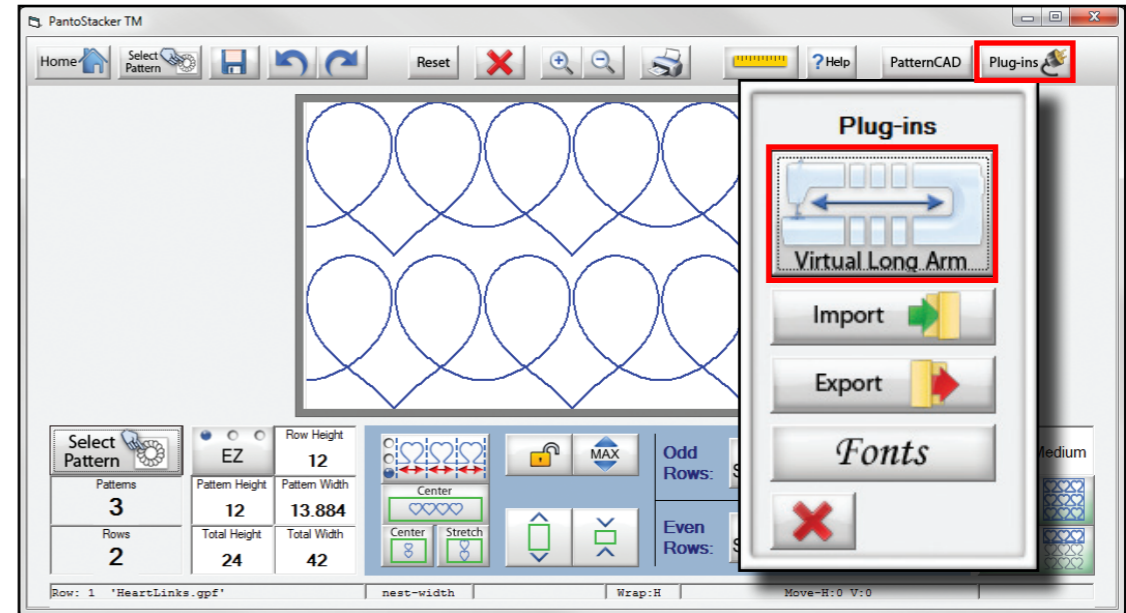 PantoStacker TM
Home
Select Pattern
Reset
? Help
PatternCAD
Plug-ins
Plug-ins
Virtual Long Arm
Import
Export
Fonts
Select Pattern
EZ
Row Height
12
Patterns
3
Pattern Height
12
Pattern Width
13.884
Rows
2
Total Height
24
Total Width
42
Center
Center
Stretch
MAX
Odd Rows:
S
Even Rows:
S
Medium
Row: 1 'HeartLinks.gpf'
nest-width
Wrap:H
Move-H:0 V:0